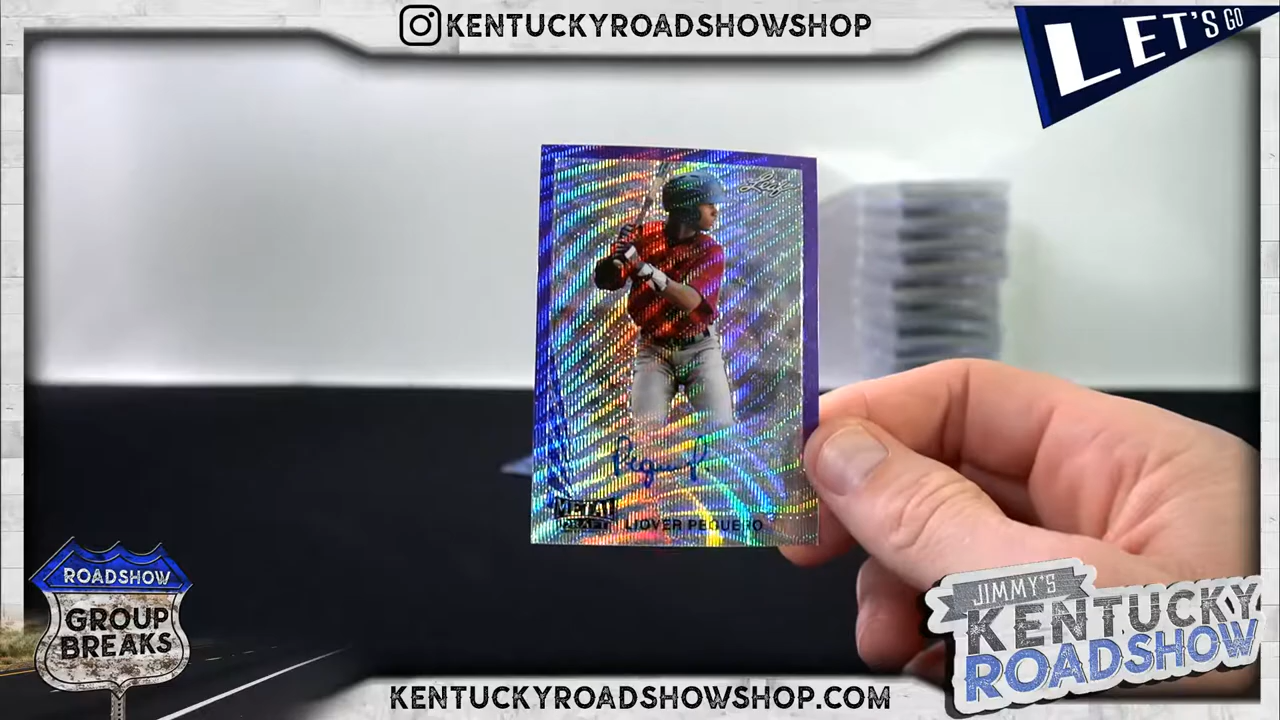 KENTUCKYROADSHOWSHOP
LET'S GO
Leaf
METAL
DRAFT
LIOVER PEGUERO
ROADSHOW
GROUP
BREAKS
JIMMY'S
KENTUCKY
ROADSHOW
KENTUCKYROADSHOWSHOP.COM